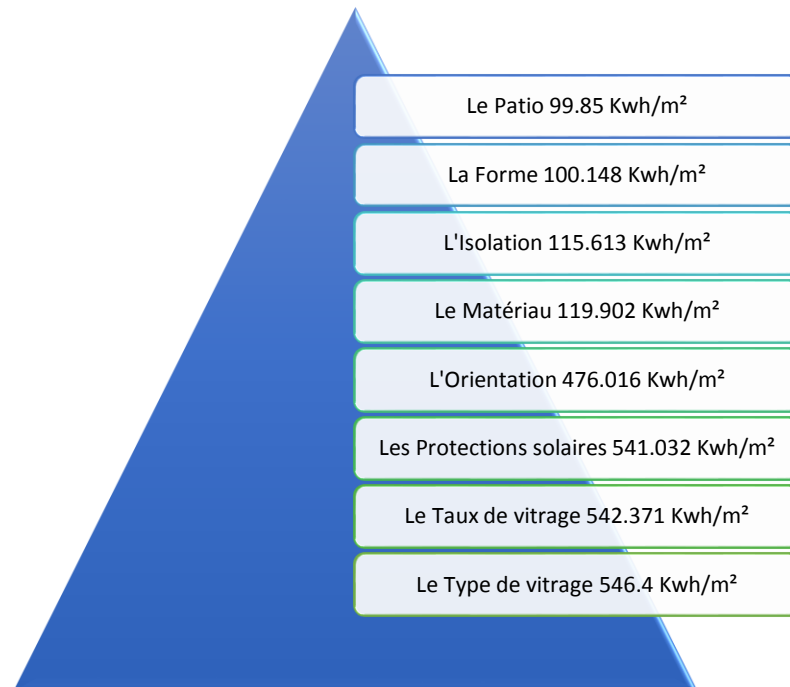 Le Patio 99.85 Kwh/m²
La Forme 100.148 Kwh/m²
L'Isolation 115.613 Kwh/m²
Le Matériau 119.902 Kwh/m²
L'Orientation 476.016 Kwh/m²
Les Protections solaires 541.032 Kwh/m²
Le Taux de vitrage 542.371 Kwh/m²
Le Type de vitrage 546.4 Kwh/m²